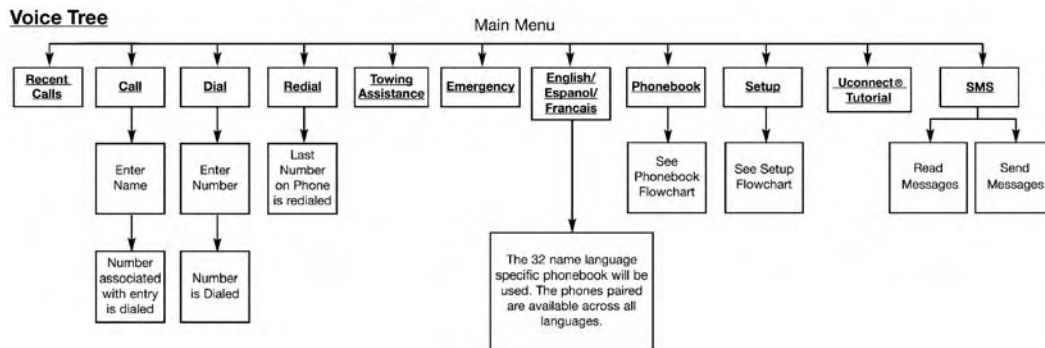 Voice Tree
Main Menu
Recent
Calls
Call
Dial
Redial
Towing
Assistance
Emergency
English/
Espanol/
Francais
Phonebook
Setup
Uconnect®
Tutorial
SMS
Enter
Name
Enter
Number
Last
Number
on Phone
is redialed
See
Phonebook
Flowchart
See Setup
Flowchart
Read
Messages
Send
Messages
Number
associated
with entry
is dialed
Number
is Dialed
The 32 name language
specific phonebook will be
used. The phones paired
are available across all
languages.